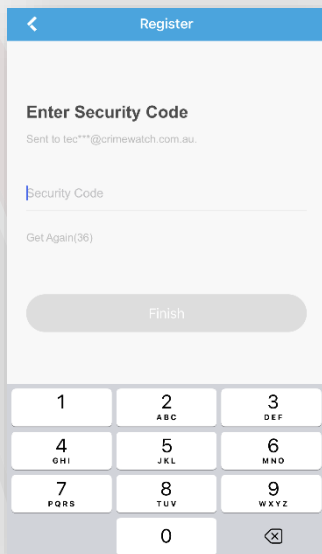 Register
Enter Security Code
Sent to tec***@crimewatch.com.au.
Security Code
Get Again(36)
Finish
1 2 3
ABC DEF
4 5 6
GHI JKL MNO
7 8 9
PQRS TUV WXYZ
0